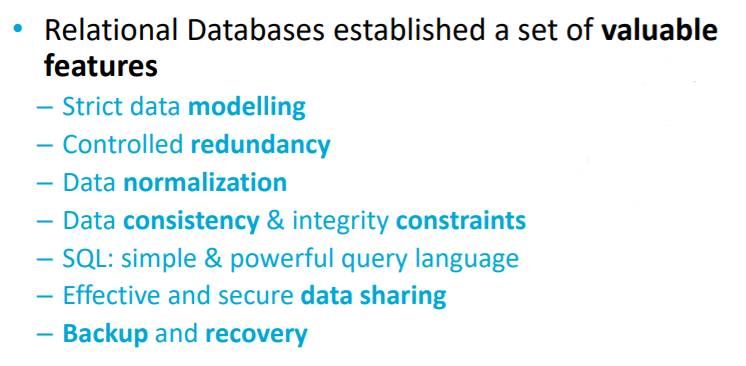 • Relational Databases established a set of valuable
features
– Strict data modelling
– Controlled redundancy
– Data normalization
– Data consistency & integrity constraints
– SQL: simple & powerful query language
– Effective and secure data sharing
– Backup and recovery